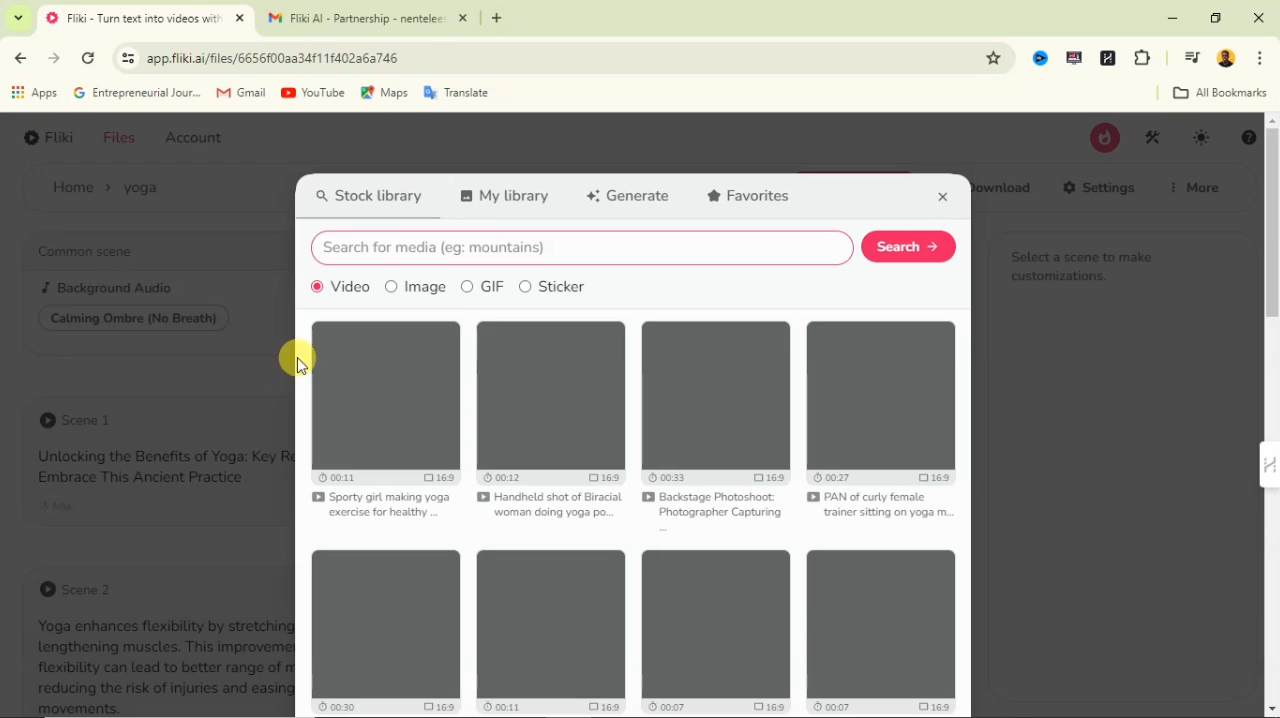 Fliki - Turn text into videos with
Fliki AI - Partnership - nentelees
app.fliki.ai/files/6656f00aa34f11f402a6a746
Apps
Entrepreneurial Jour...
Gmail
YouTube
Maps
Translate
All Bookmarks
Fliki
Files
Account
Home > yoga
Download
Settings
More
Stock library
My library
Generate
Favorites
Search for media (eg: mountains)
Search →
Video
Image
GIF
Sticker
Common scene
Background Audio
Calming Ombre (No Breath)
Select a scene to make
customizations.
00:11
16:9
00:12
16:9
00:33
16:9
00:27
16:9
Sporty girl making yoga
exercise for healthy ...
Handheld shot of Biracial
woman doing yoga po...
Backstage Photoshoot:
Photographer Capturing
...
PAN of curly female
trainer sitting on yoga m...
Scene 1
Unlocking the Benefits of Yoga: Key Re
Embrace This Ancient Practice
Scene 2
Yoga enhances flexibility by stretching
lengthening muscles. This improveme
flexibility can lead to better range of m
reducing the risk of injuries and easing
movements.
00:30
16:9
00:11
16:9
00:07
16:9
00:07
16:9